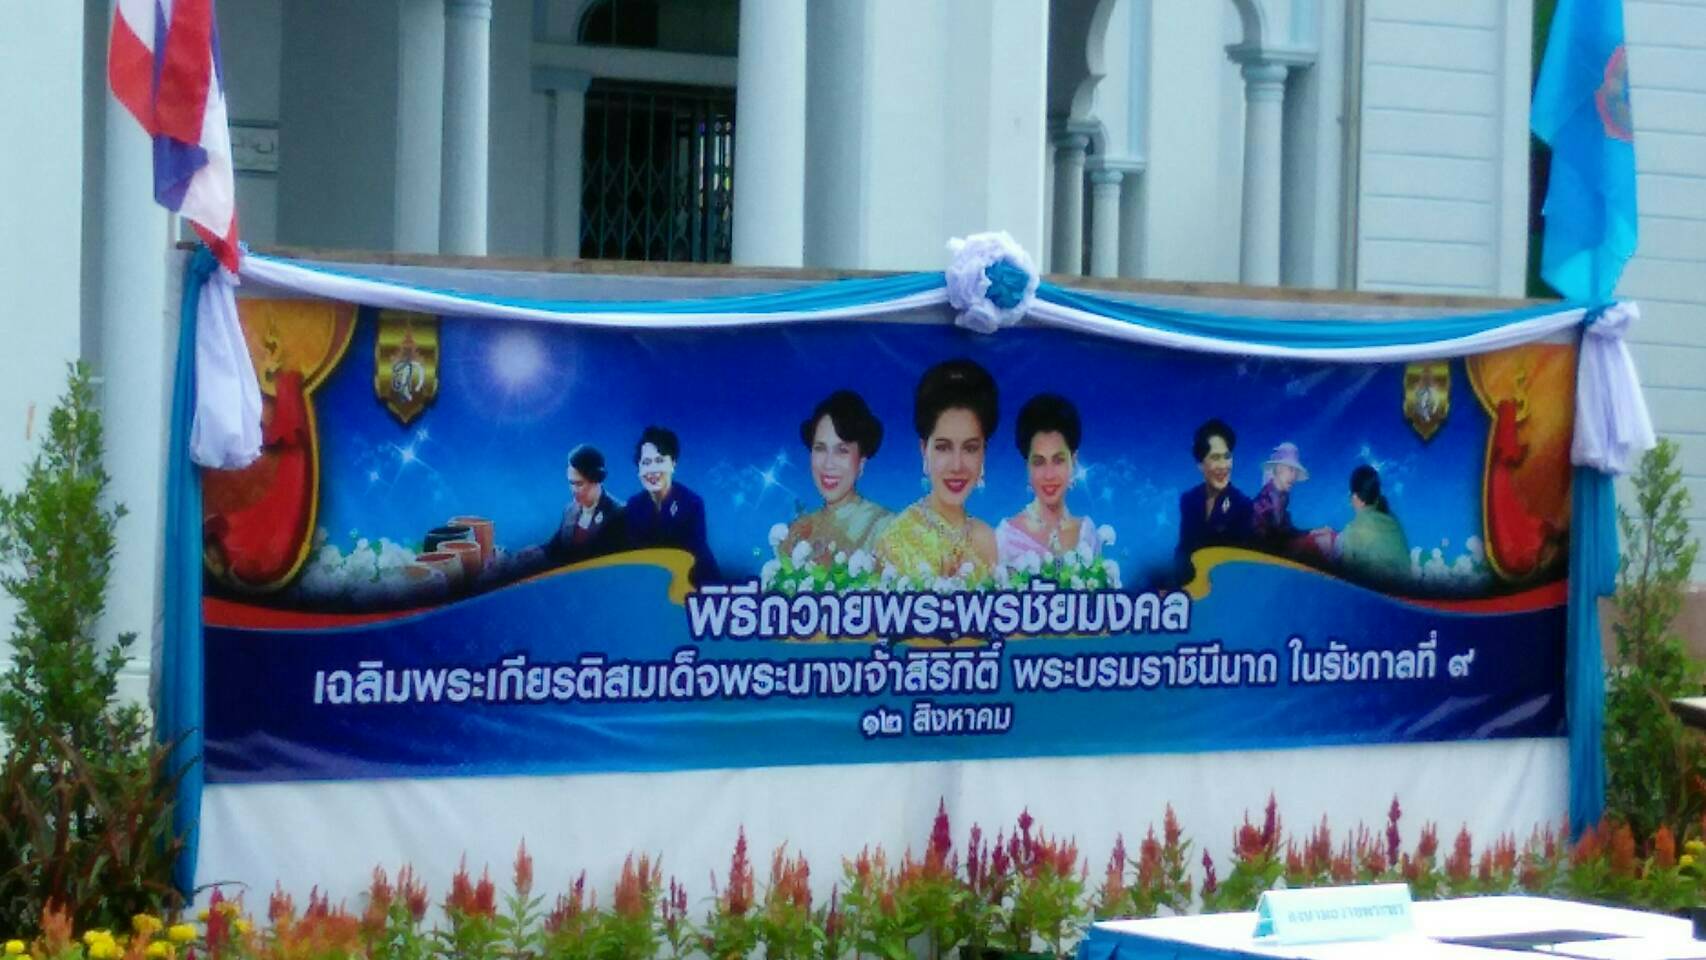 พิธีถวายพระพรชัยมงคล
เฉลิมพระเกียรติสมเด็จพระนางเจ้าสิริกิติ์ พระบรมราชินีนาถ ในรัชกาลที่ ๙
๑๒ สิงหาคม